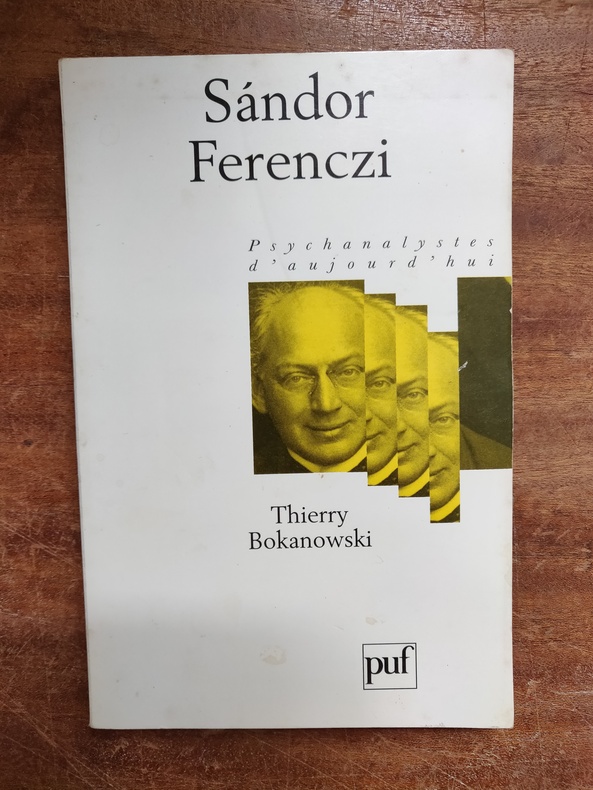 Sándor
Ferenczi
Psychanalystes
d'aujourd'hui
Thierry
Bokanowski
puf